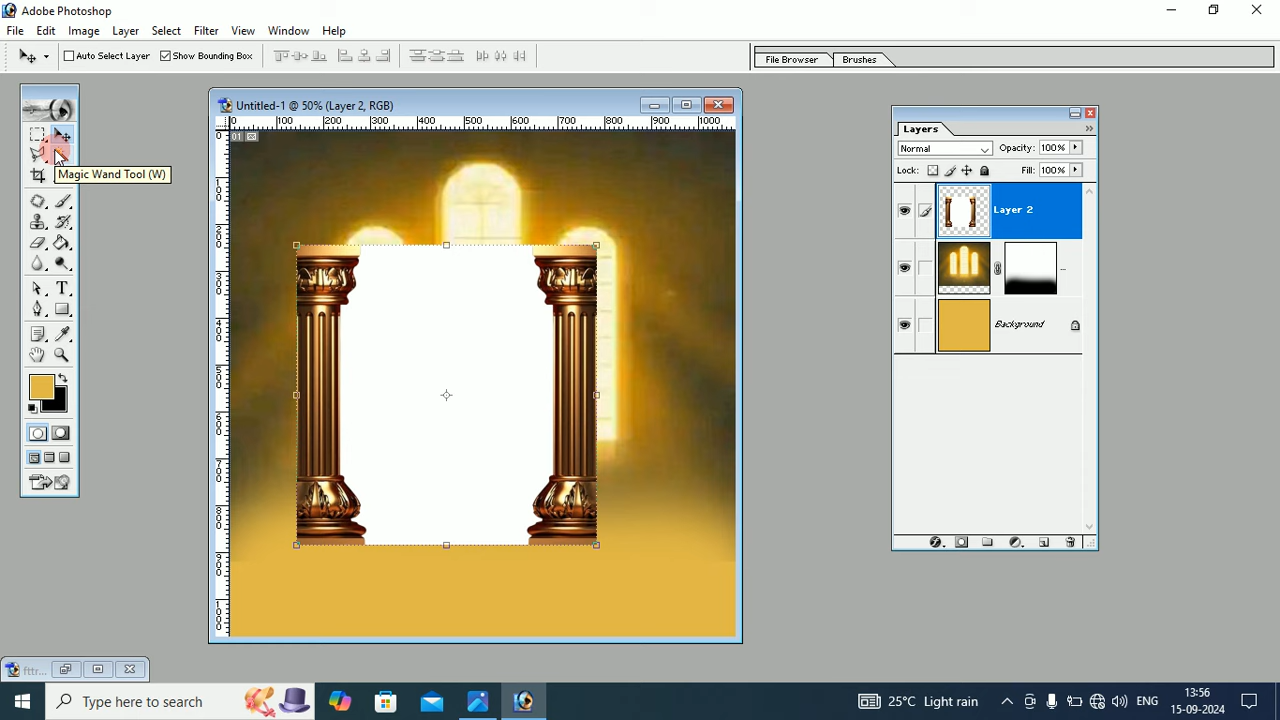 Adobe Photoshop
File Edit Image Layer Select Filter View Window Help
Auto Select Layer Show Bounding Box File Browser Brushes
Untitled-1 @ 50% (Layer 2, RGB)
0 100 200 300 400 500 600 700 800 900 1000
01
Magic Wand Tool (W)
Layers
Normal Opacity: 100%
Lock: Fill: 100%
Layer 2
Background
T
fttr...
Type here to search
25°C Light rain
ENG
13:56
15-09-2024